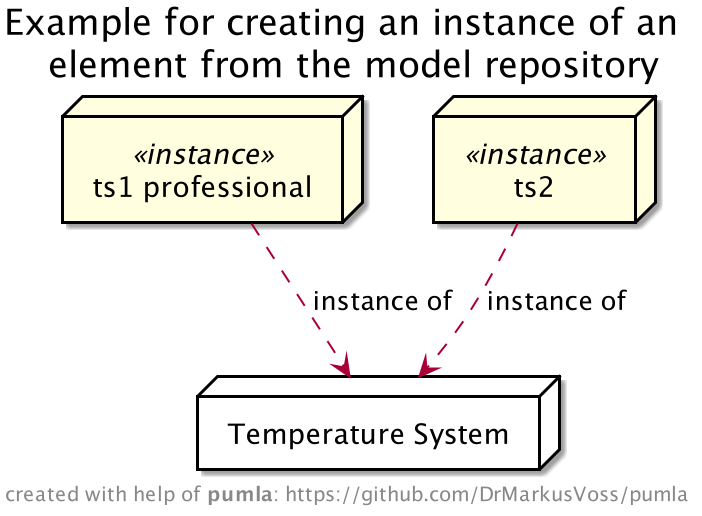 Example for creating an instance of an
element from the model repository
«instance»
ts1 professional
«instance»
ts2
instance of
instance of
Temperature System
created with help of pumla: https://github.com/DrMarkusVoss/pumla